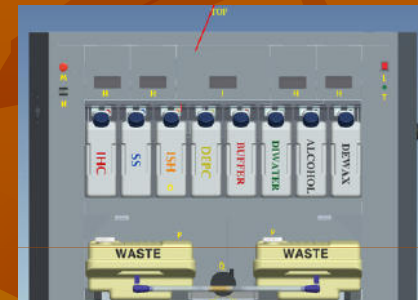 TOP
M
N
H
H
I
H
H
L
T
IHC
SS
ISH
D
DEPC
BUFFER
DIWATER
ALCOHOL
DEWAX
P
P
WASTE
WASTE
Q